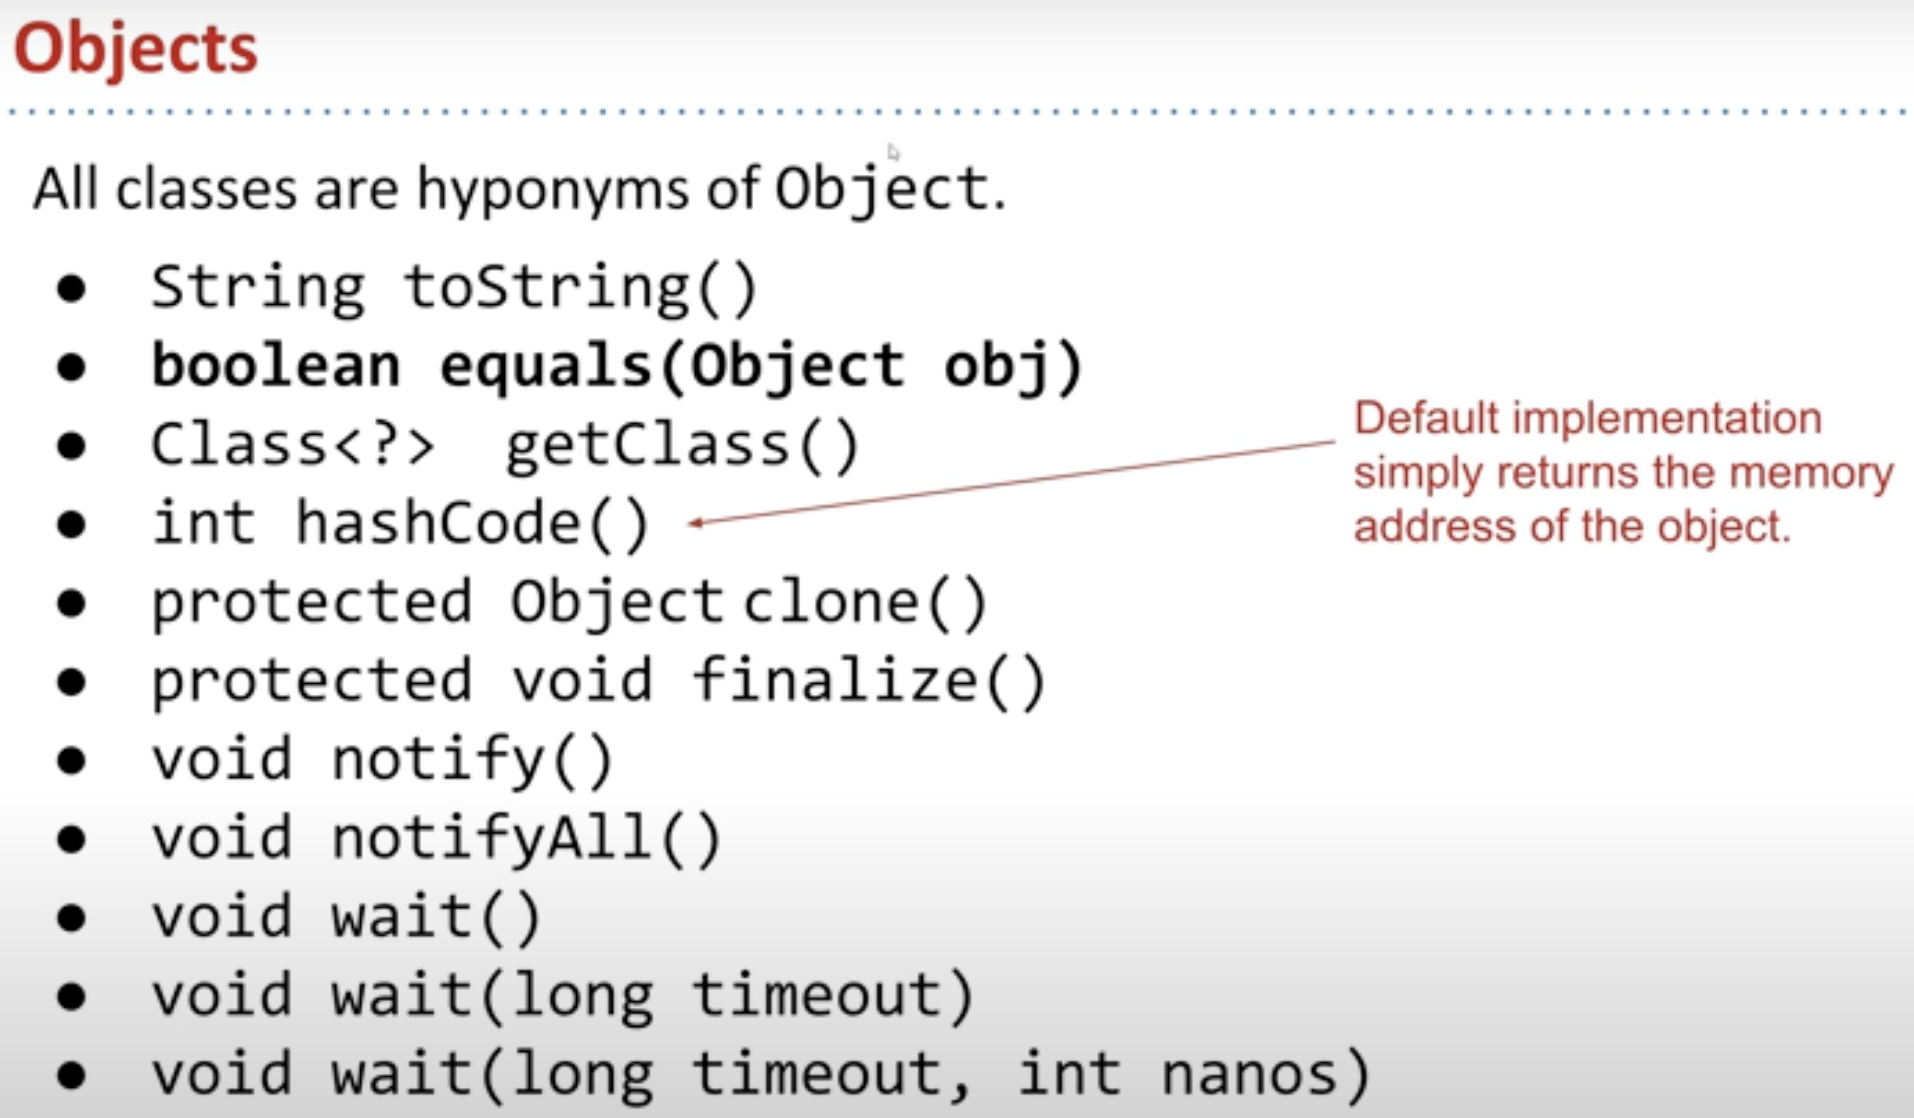 Objects
All classes are hyponyms of Object.
● String toString()
● boolean equals(Object obj)
● Class<?> getClass()
● int hashCode()
Default implementation
simply returns the memory
address of the object.
● protected Object clone()
● protected void finalize()
● void notify()
● void notifyAll()
● void wait()
● void wait(long timeout)
● void wait(long timeout, int nanos)